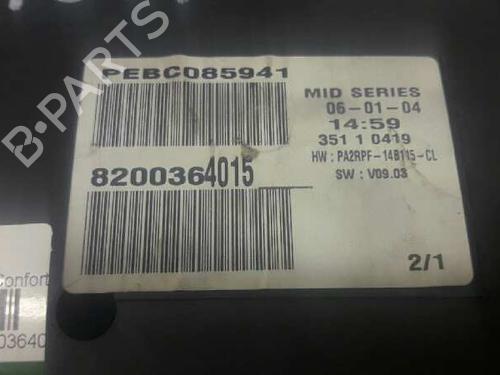 B-PARTS
PEBC085941
8200364015
MID SERIES
06-01-04
14:59
351 1 0419
HW : PA2RPF-14B115-CL
SW : V09.03
2/1
Confort
03640